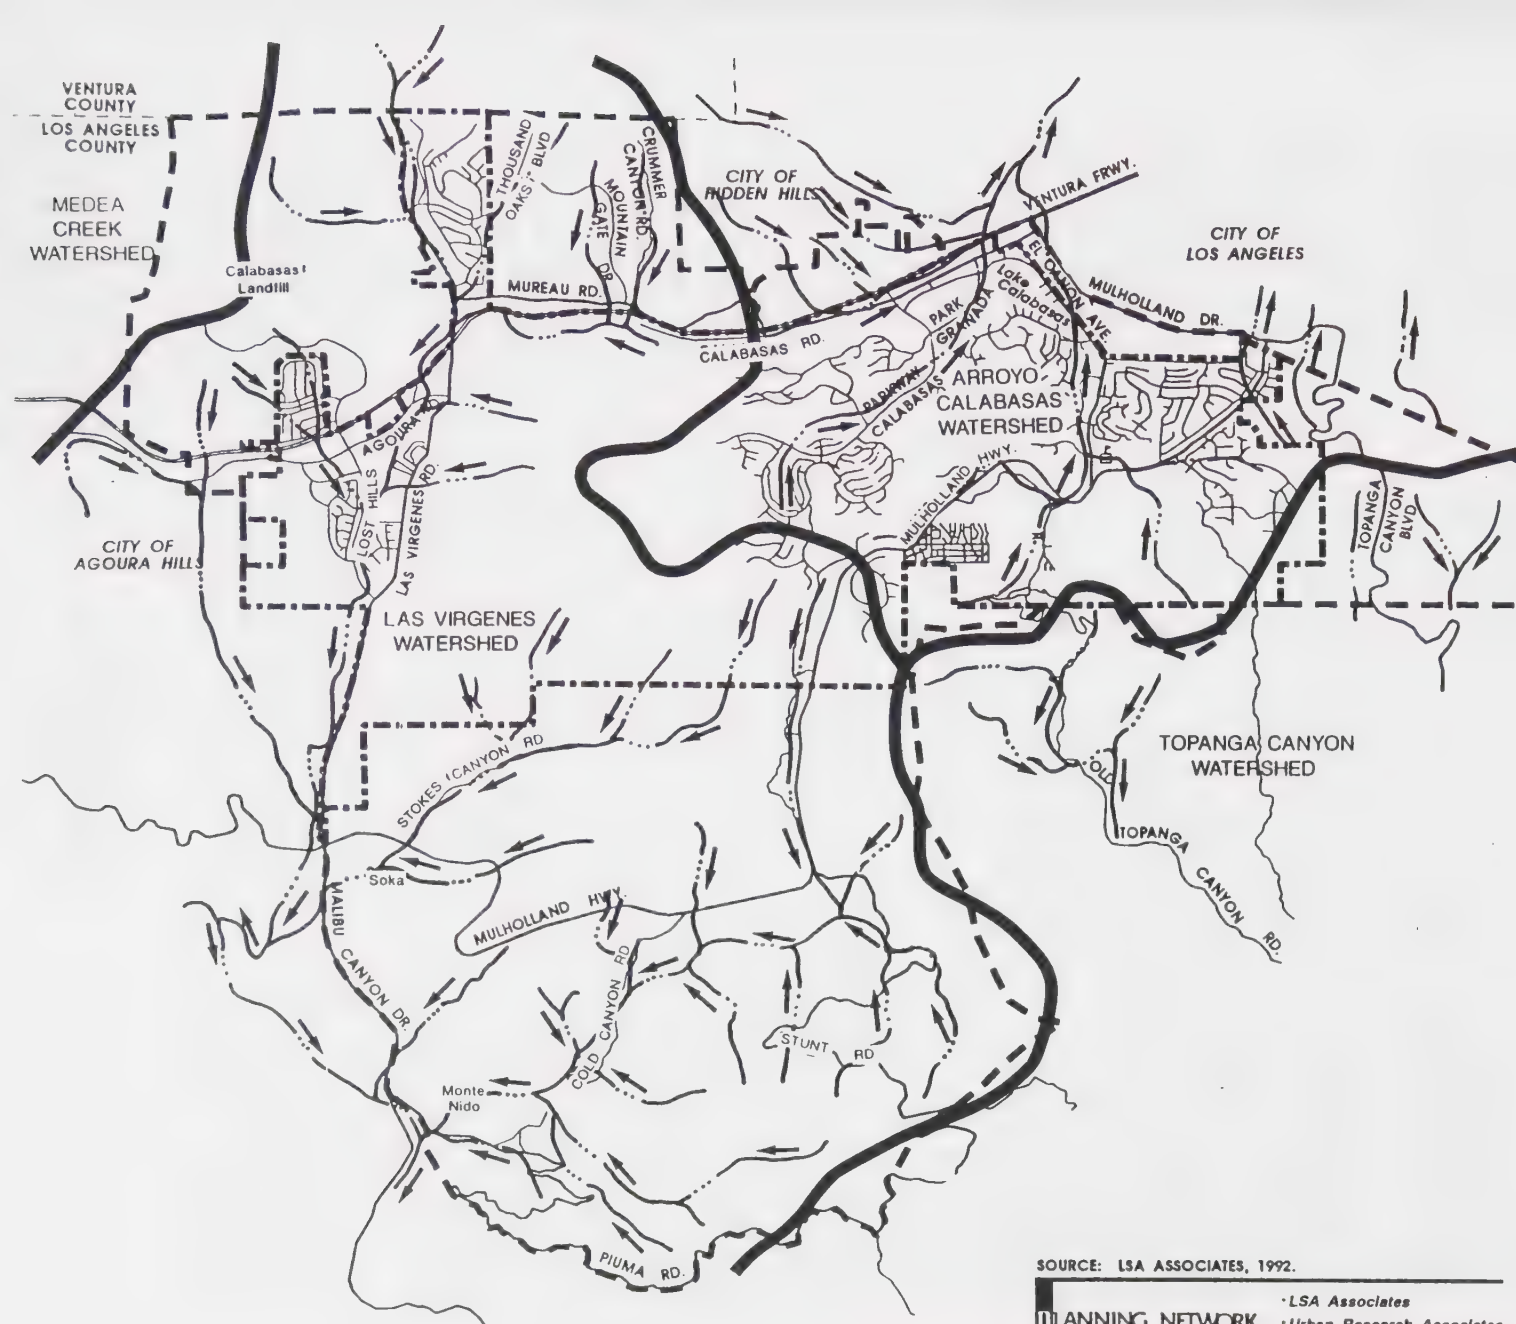 VENTURA
COUNTY
LOS ANGELES
COUNTY
MEDEA
CREEK
WATERSHED
Calabasas
Landfill
THOUSAND
OAKS BLVD
CRUMMER
CANYON RD.
MOUNTAIN
GATE DR
CITY OF
HIDDEN HILLS
VENTURA FRWY.
CITY OF
LOS ANGELES
MUREAU RD.
CALABASAS RD.
PARK
GRANADA
Lake
Calabasas
EL CANON AVE.
MULHOLLAND DR.
PARKWAY
CALABASAS
ARROYO
CALABASAS
WATERSHED
AGOURA RD
MULHOLLAND HWY.
LOST HILLS
LAS VIRGENES RD.
TOPANGA
CANYON
BLVD.
CITY OF
AGOURA HILLS
LAS VIRGENES
WATERSHED
STOKES CANYON RD
TOPANGA CANYON
WATERSHED
OLD
TOPANGA CANYON RD.
Soka
MALIBU CANYON DR.
MULHOLLAND HWY.
COLD CANYON RD
STUNT RD
Monte
Nido
PIUMA RD.
SOURCE: LSA ASSOCIATES, 1992.
PLANNING NETWORK
• LSA Associates
• Urban Research Associates